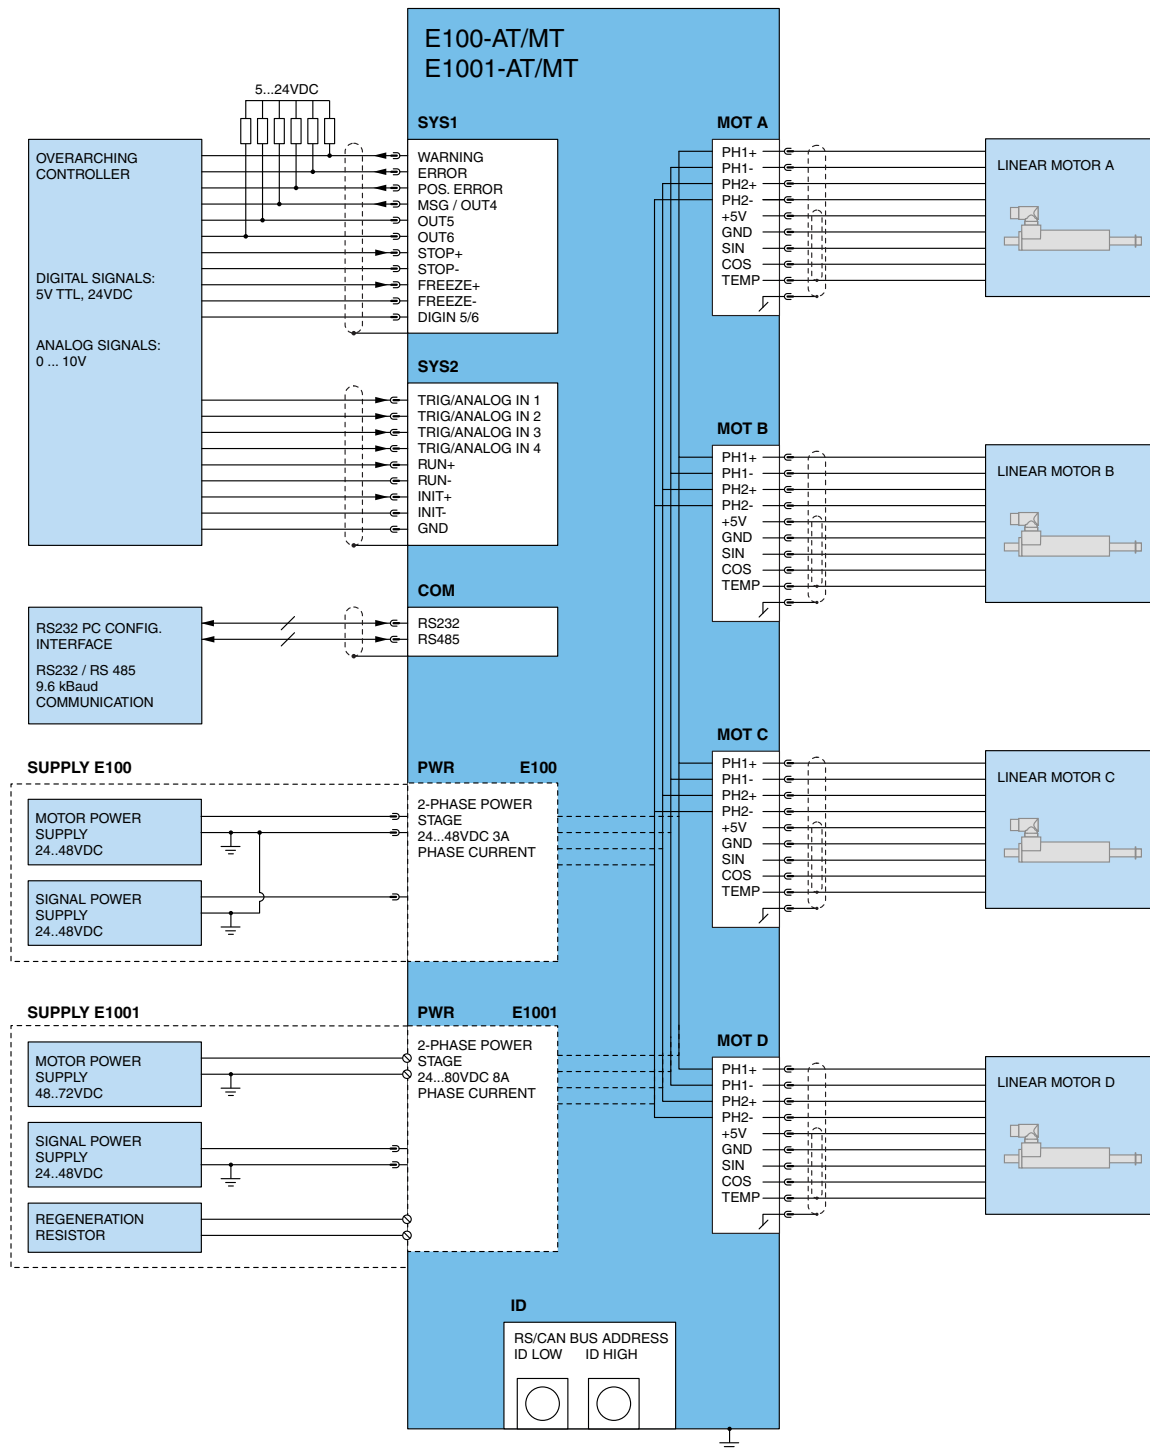 E100-AT/MT
E1001-AT/MT
5...24VDC
SYS1
OVERARCHING
CONTROLLER
DIGITAL SIGNALS:
5V TTL, 24VDC
ANALOG SIGNALS:
0 ... 10V
WARNING
ERROR
POS. ERROR
MSG / OUT4
OUT5
OUT6
STOP+
STOP-
FREEZE+
FREEZE-
DIGIN 5/6
SYS2
TRIG/ANALOG IN 1
TRIG/ANALOG IN 2
TRIG/ANALOG IN 3
TRIG/ANALOG IN 4
RUN+
RUN-
INIT+
INIT-
GND
COM
RS232 PC CONFIG.
INTERFACE
RS232 / RS 485
9.6 kBaud
COMMUNICATION
RS232
RS485
SUPPLY E100
MOTOR POWER
SUPPLY
24..48VDC
SIGNAL POWER
SUPPLY
24..48VDC
PWR E100
2-PHASE POWER
STAGE
24...48VDC 3A
PHASE CURRENT
SUPPLY E1001
MOTOR POWER
SUPPLY
48..72VDC
SIGNAL POWER
SUPPLY
24..48VDC
REGENERATION
RESISTOR
PWR E1001
2-PHASE POWER
STAGE
24...80VDC 8A
PHASE CURRENT
MOT A
PH1+
PH1-
PH2+
PH2-
+5V
GND
SIN
COS
TEMP
LINEAR MOTOR A
MOT B
PH1+
PH1-
PH2+
PH2-
+5V
GND
SIN
COS
TEMP
LINEAR MOTOR B
MOT C
PH1+
PH1-
PH2+
PH2-
+5V
GND
SIN
COS
TEMP
LINEAR MOTOR C
MOT D
PH1+
PH1-
PH2+
PH2-
+5V
GND
SIN
COS
TEMP
LINEAR MOTOR D
ID
RS/CAN BUS ADDRESS
ID LOW ID HIGH